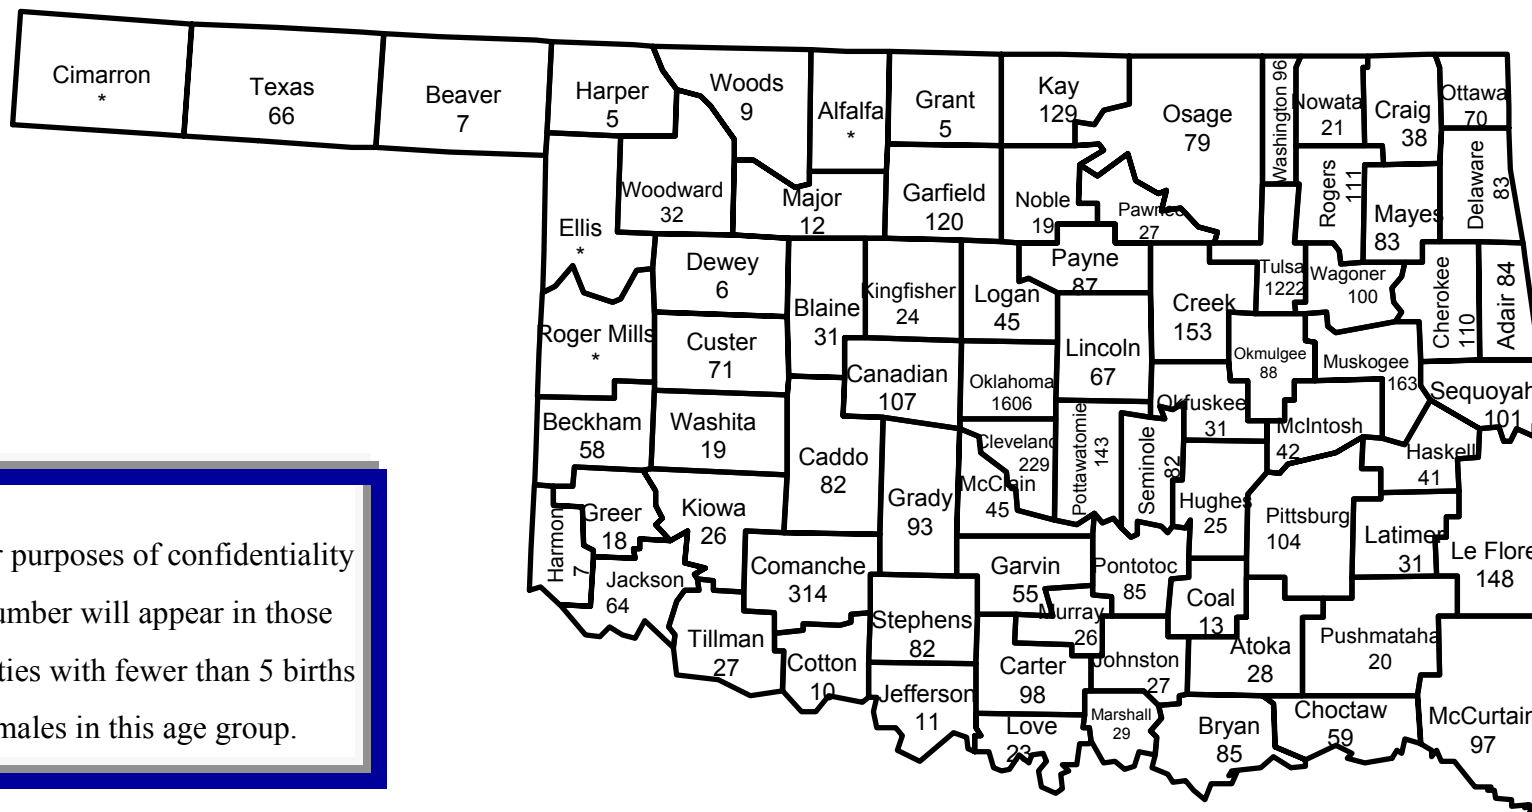 Cimarron
*
Texas
66
Beaver
7
Harper
5
Woods
9
Alfalfa
*
Grant
5
Kay
129
Osage
79
Washington 96
Nowata
21
Craig
38
Ottawa
70
Woodward
32
Major
12
Garfield
120
Noble
19
Pawnee
27
Rogers
111
Mayes
83
Delaware
83
Ellis
*
Dewey
6
Blaine
31
Kingfisher
24
Logan
45
Payne
87
Creek
153
Tulsa
1222
Wagoner
100
Cherokee
110
Adair 84
Roger Mills
*
Custer
71
Canadian
107
Oklahoma
1606
Lincoln
67
Okmulgee
88
Muskogee
163
Sequoyah
101
Beckham
58
Washita
19
Caddo
82
Grady
93
Cleveland
229
McClain
45
Pottawatomie
143
Seminole
82
Okfuskee
31
McIntosh
42
Haskell
41
Hughes
25
Pittsburg
104
Latimer
31
Le Flore
148
Harmon
7
Greer
18
Kiowa
26
Jackson
64
Comanche
314
Garvin
55
Pontotoc
85
Coal
13
Stephens
82
Murray
26
Tillman
27
Cotton
10
Carter
98
Johnston
27
Atoka
28
Pushmataha
20
Jefferson
11
Love
23
Marshall
29
Bryan
85
Choctaw
59
McCurtain
97
purposes of confidentiality
umber will appear in those
ties with fewer than 5 births
males in this age group.